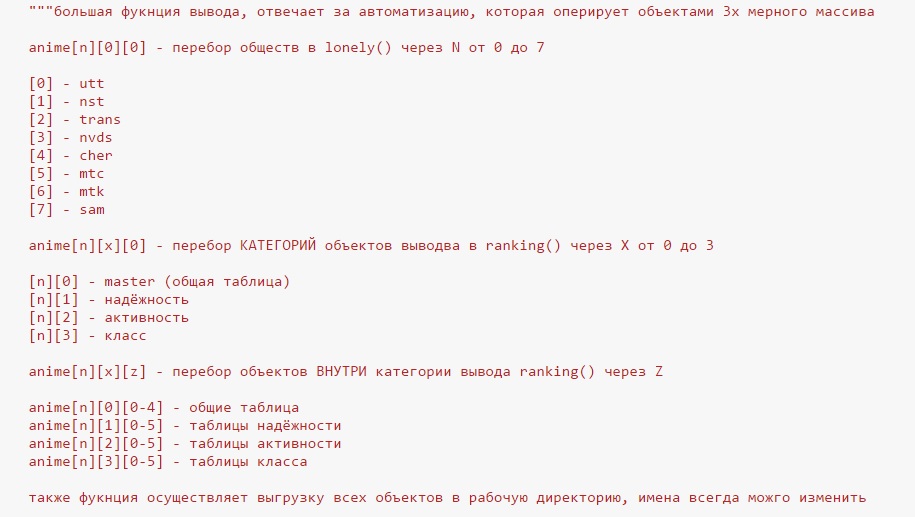 """большая фукнция вывода, отвечает за автоматизацию, которая оперирует объектами 3х мерного массива
anime[n][0][0] - перебор обществ в lonely() через N от 0 до 7
[0] - utt
[1] - nst
[2] - trans
[3] - nvds
[4] - cher
[5] - mtc
[6] - mtk
[7] - sam
anime[n][x][0] - перебор КАТЕГОРИЙ объектов выводва в ranking() через X от 0 до 3
[n][0] - master (общая таблица)
[n][1] - надёжность
[n][2] - активность
[n][3] - класс
anime[n][x][z] - перебор объектов ВНУТРИ категории вывода ranking() через Z
anime[n][0][0-4] - общие таблица
anime[n][1][0-5] - таблицы надёжности
anime[n][2][0-5] - таблицы активности
anime[n][3][0-5] - таблицы класса
также фукнция осуществляет выгрузку всех объектов в рабочую директорию, имена всегда можго изменить